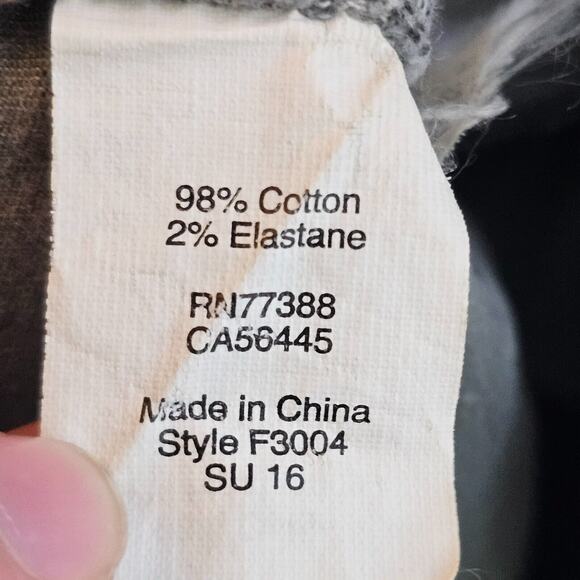 98% Cotton
2% Elastane
RN77388
CA56445
Made in China
Style F3004
SU 16